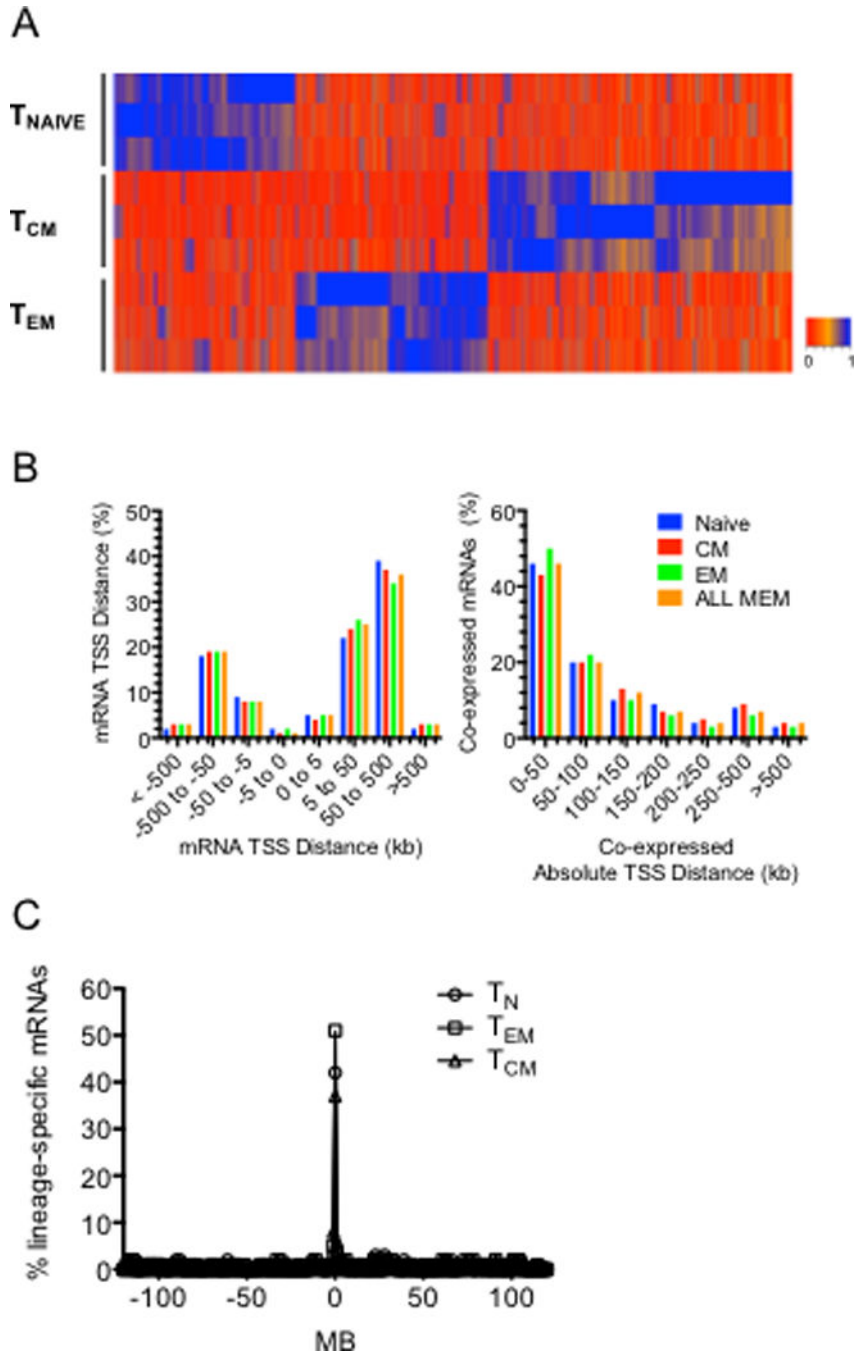 A
TNAIVE
TCM
TEM
0 1
B
mRNA TSS Distance (%)
50
40
30
20
10
0
< -500
-500 to -50
-50 to -5
-5 to 0
0 to 5
5 to 50
50 to 500
>500
mRNA TSS Distance (kb)
Co-expressed mRNAs (%)
60
40
20
0
Naive
CM
EM
ALL MEM
0-50
50-100
100-150
150-200
200-250
250-500
>500
Co-expressed
Absolute TSS Distance (kb)
C
% lineage-specific mRNAs
60
50
40
30
20
10
0
TN
TEM
TCM
-100 -50 0 50 100
MB